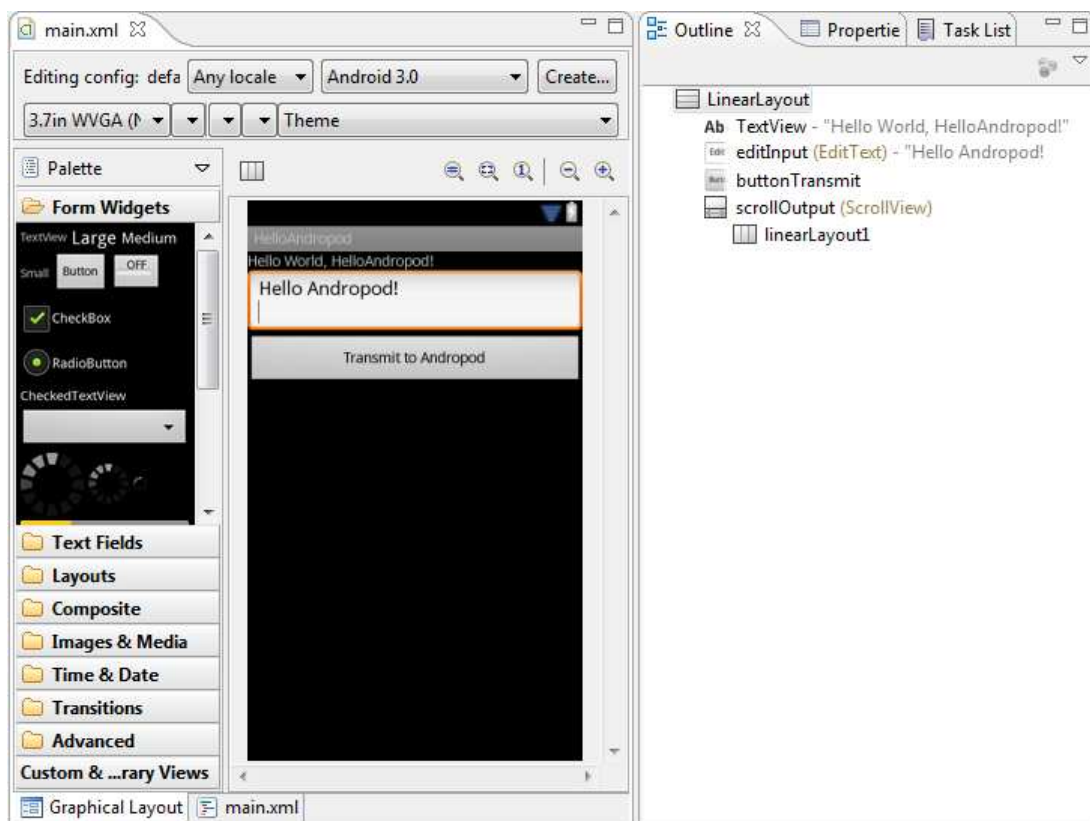 main.xml
Editing config: defa Any locale Android 3.0 Create...
3.7in WVGA (N Theme
Palette
Form Widgets
TextView Large Medium
Small Button OFF
CheckBox
RadioButton
CheckedTextView
Text Fields
Layouts
Composite
Images & Media
Time & Date
Transitions
Advanced
Custom & ...rary Views
HelloAndropod
Hello World, HelloAndropod!
Hello Andropod!
Transmit to Andropod
Graphical Layout main.xml
Outline Propertie Task List
LinearLayout
Ab TextView - "Hello World, HelloAndropod!"
editInput (EditText) - "Hello Andropod!
buttonTransmit
scrollOutput (ScrollView)
linearLayout1